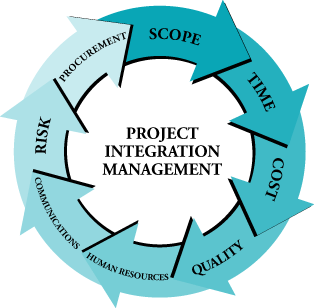 SCOPE
TIME
COST
QUALITY
HUMAN RESOURCES
COMMUNICATIONS
RISK
PROCUREMENT
PROJECT
INTEGRATION
MANAGEMENT